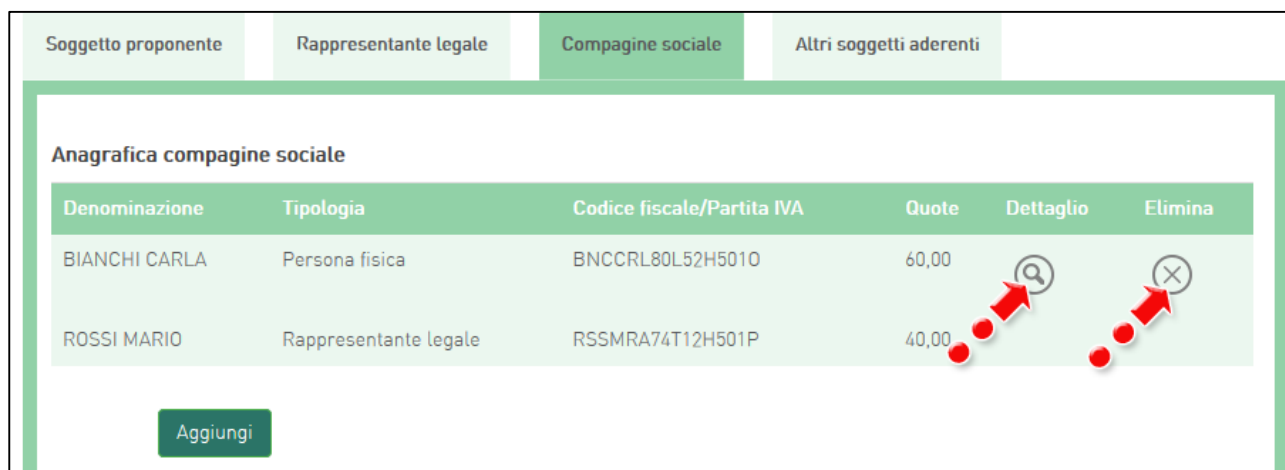 Soggetto proponente Rappresentante legale Compagine sociale Altri soggetti aderenti
Anagrafica compagine sociale
Denominazione Tipologia Codice fiscale/Partita IVA Quote Dettaglio Elimina
BIANCHI CARLA Persona fisica BNCCRL80L52H501O 60,00
ROSSI MARIO Rappresentante legale RSSMRA74T12H501P 40,00
Aggiungi